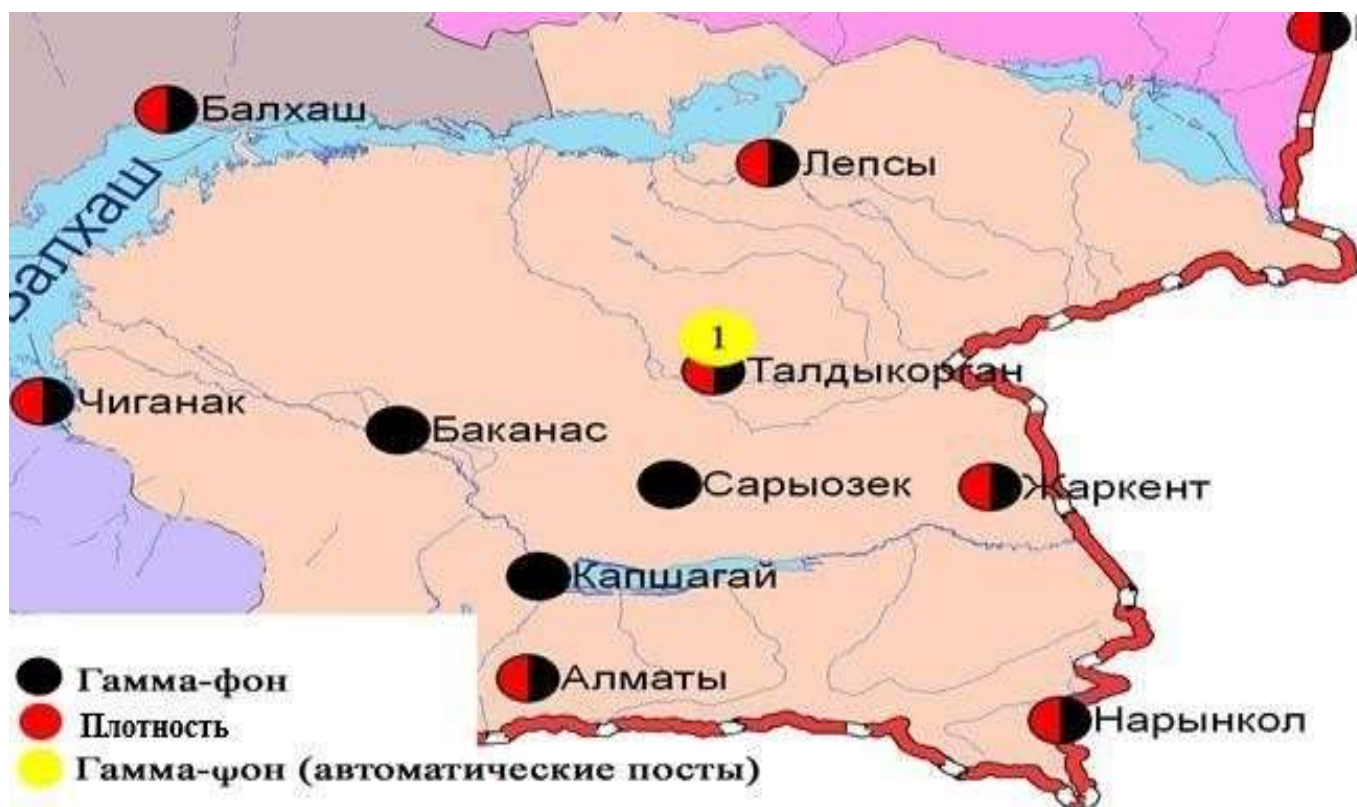 Балхаш
Лепсы
Балхаш
1
Талдыкорган
Чиганак
Баканас
Сарыозек
Жаркент
Капшагай
Алматы
Нарынкол
Гамма-фон
Плотность
Гамма-фон (автоматические посты)